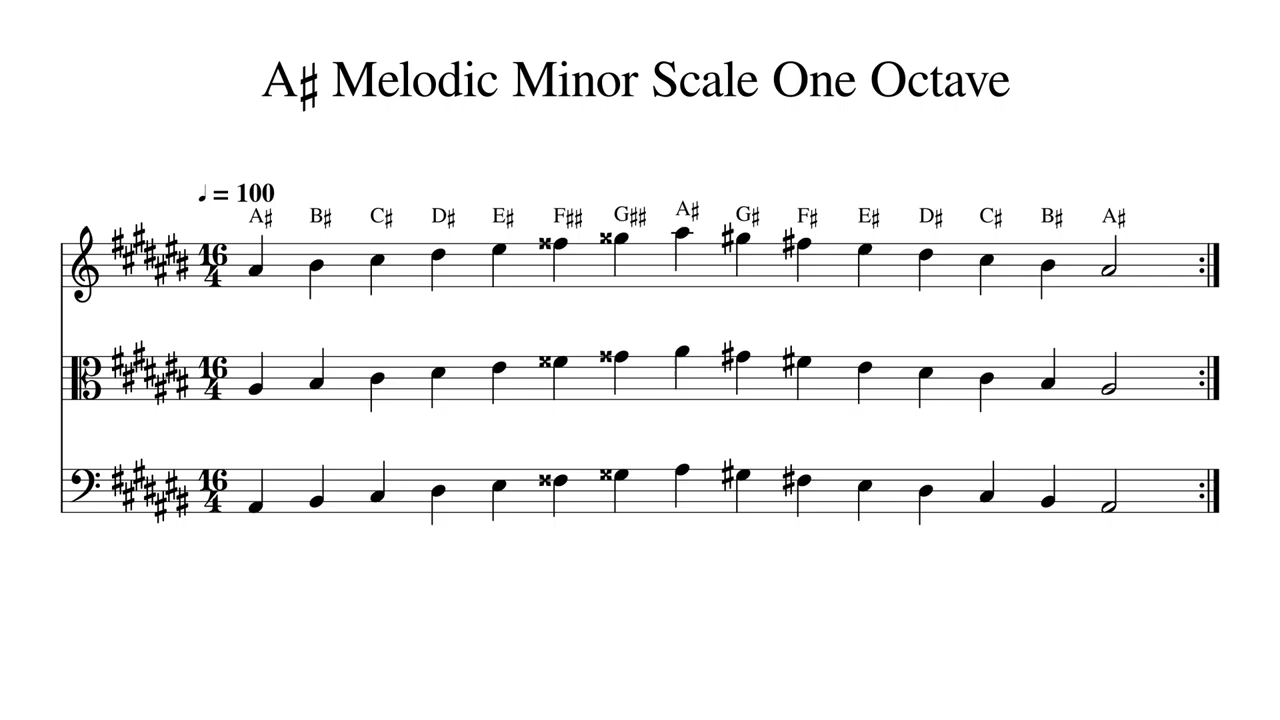 A♯ Melodic Minor Scale One Octave
♩ = 100
A♯ B♯ C♯ D♯ E♯ F♯♯ G♯♯ A♯ G♯ F♯ E♯ D♯ C♯ B♯ A♯
16
4
16
4
16
4